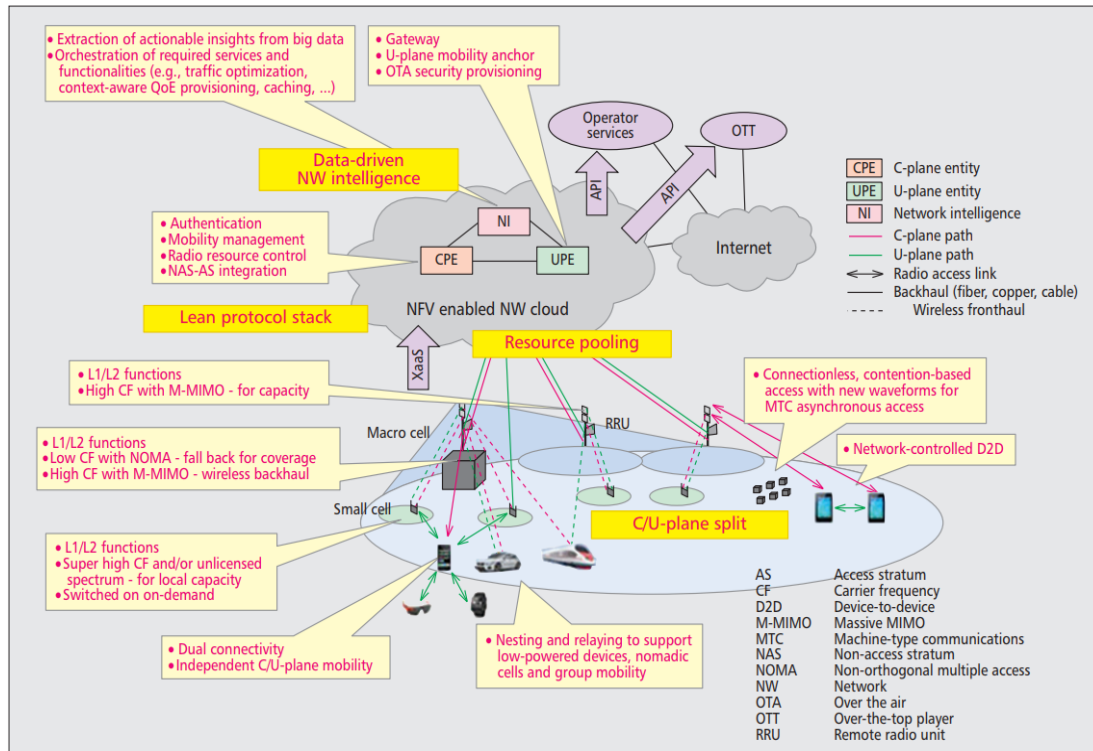 • Extraction of actionable insights from big data
• Orchestration of required services and
functionalities (e.g., traffic optimization,
context-aware QoE provisioning, caching, ...)
• Gateway
• U-plane mobility anchor
• OTA security provisioning
Operator
services
OTT
Data-driven
NW intelligence
API
API
CPE C-plane entity
UPE U-plane entity
NI Network intelligence
C-plane path
U-plane path
Radio access link
Backhaul (fiber, copper, cable)
Wireless fronthaul
• Authentication
• Mobility management
• Radio resource control
• NAS-AS integration
NI
CPE
UPE
Internet
NFV enabled NW cloud
Lean protocol stack
Resource pooling
XaaS
• L1/L2 functions
• High CF with M-MIMO - for capacity
• Connectionless, contention-based
access with new waveforms for
MTC asynchronous access
Macro cell
RRU
• L1/L2 functions
• Low CF with NOMA - fall back for coverage
• High CF with M-MIMO - wireless backhaul
• Network-controlled D2D
Small cell
C/U-plane split
• L1/L2 functions
• Super high CF and/or unlicensed
spectrum - for local capacity
• Switched on on-demand
• Dual connectivity
• Independent C/U-plane mobility
• Nesting and relaying to support
low-powered devices, nomadic
cells and group mobility
AS Access stratum
CF Carrier frequency
D2D Device-to-device
M-MIMO Massive MIMO
MTC Machine-type communications
NAS Non-access stratum
NOMA Non-orthogonal multiple access
NW Network
OTA Over the air
OTT Over-the-top player
RRU Remote radio unit